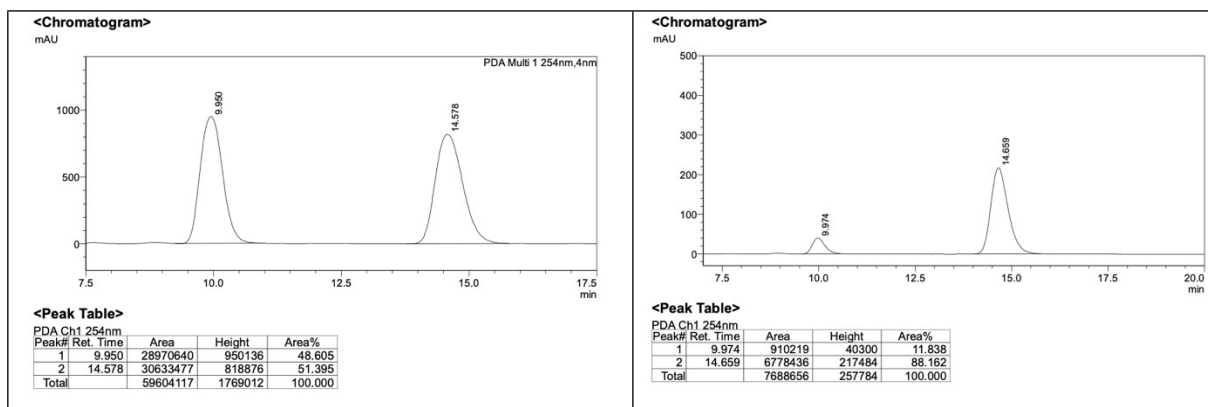 <Chromatogram>
mAU
PDA Multi 1 254nm,4nm
9.950
14.578
1000
500
0
7.5 10.0 12.5 15.0 17.5
min
<Peak Table>
PDA Ch1 254nm
Peak# Ret. Time Area Height Area%
1 9.950 28970640 950136 48.605
2 14.578 30633477 818876 51.395
Total 59604117 1769012 100.000
<Chromatogram>
mAU
500
400
300
200
100
0
9.974
14.659
7.5 10.0 12.5 15.0 17.5 20.0
min
<Peak Table>
PDA Ch1 254nm
Peak# Ret. Time Area Height Area%
1 9.974 910219 40300 11.838
2 14.659 6778436 217484 88.162
Total 7688656 257784 100.000